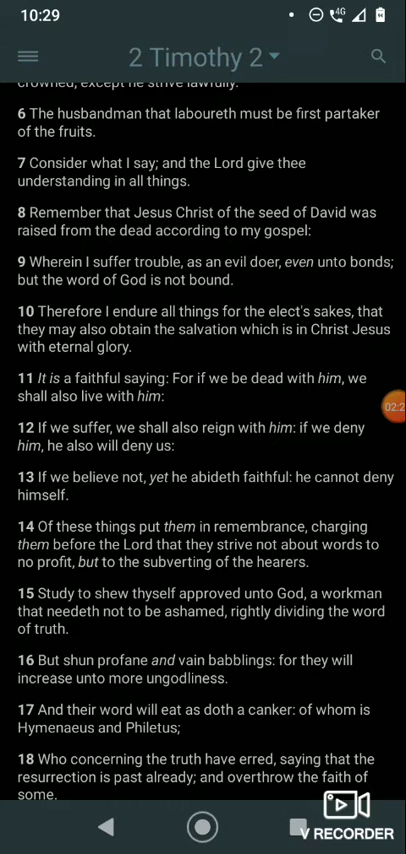 10:29
4G
2 Timothy 2
crowned, except he strive lawfully.
6 The husbandman that laboureth must be first partaker
of the fruits.
7 Consider what I say; and the Lord give thee
understanding in all things.
8 Remember that Jesus Christ of the seed of David was
raised from the dead according to my gospel:
9 Wherein I suffer trouble, as an evil doer, even unto bonds;
but the word of God is not bound.
10 Therefore I endure all things for the elect's sakes, that
they may also obtain the salvation which is in Christ Jesus
with eternal glory.
11 It is a faithful saying: For if we be dead with him, we
shall also live with him:
12 If we suffer, we shall also reign with him: if we deny
him, he also will deny us:
13 If we believe not, yet he abideth faithful: he cannot deny
himself.
14 Of these things put them in remembrance, charging
them before the Lord that they strive not about words to
no profit, but to the subverting of the hearers.
15 Study to shew thyself approved unto God, a workman
that needeth not to be ashamed, rightly dividing the word
of truth.
16 But shun profane and vain babblings: for they will
increase unto more ungodliness.
17 And their word will eat as doth a canker: of whom is
Hymenaeus and Philetus;
18 Who concerning the truth have erred, saying that the
resurrection is past already; and overthrow the faith of
some.
02:2
V RECORDER